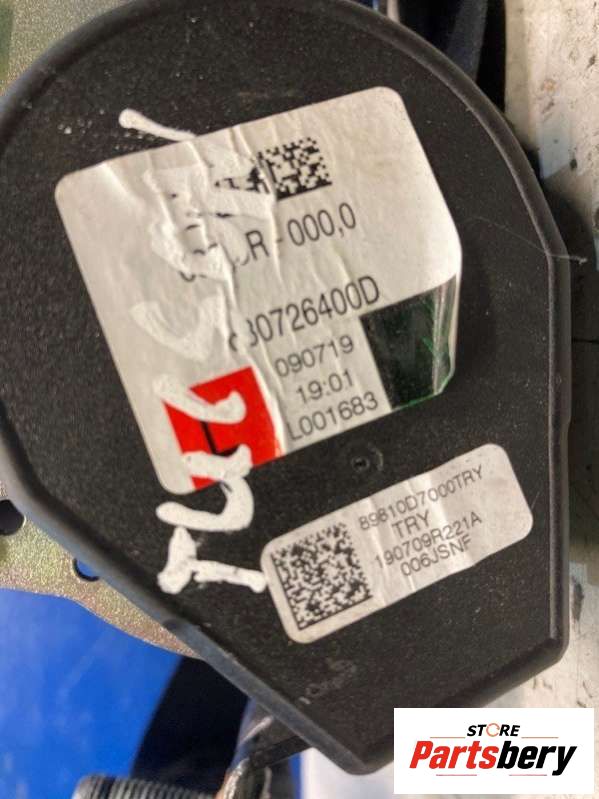 000,0
30726400D
090719
19:01
L001683
89810D7000TRY
TRY
190709R221A
006JSNF
STORE
Partsbery